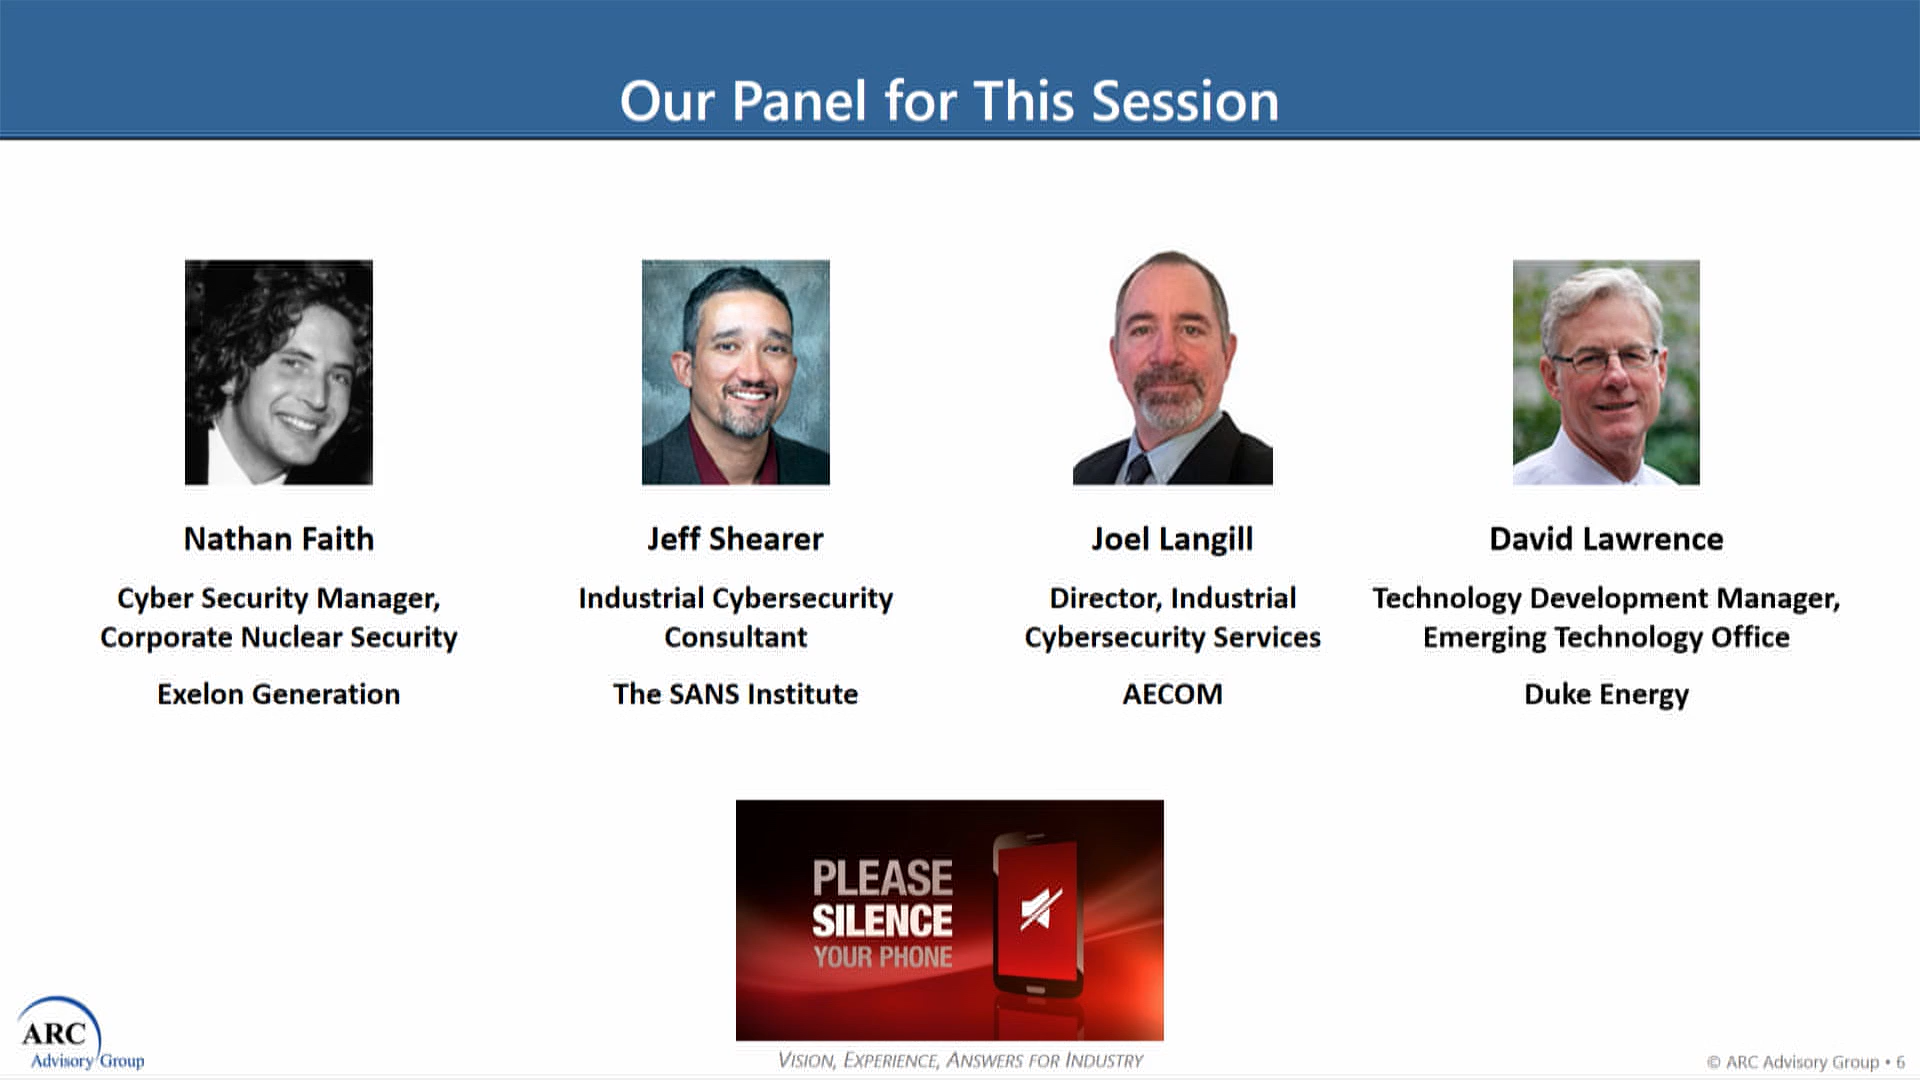 Our Panel for This Session
Nathan Faith
Cyber Security Manager,
Corporate Nuclear Security
Exelon Generation
Jeff Shearer
Industrial Cybersecurity
Consultant
The SANS Institute
Joel Langill
Director, Industrial
Cybersecurity Services
AECOM
David Lawrence
Technology Development Manager,
Emerging Technology Office
Duke Energy
PLEASE
SILENCE
YOUR PHONE
ARC
Advisory Group
VISION, EXPERIENCE, ANSWERS FOR INDUSTRY
© ARC Advisory Group • 6